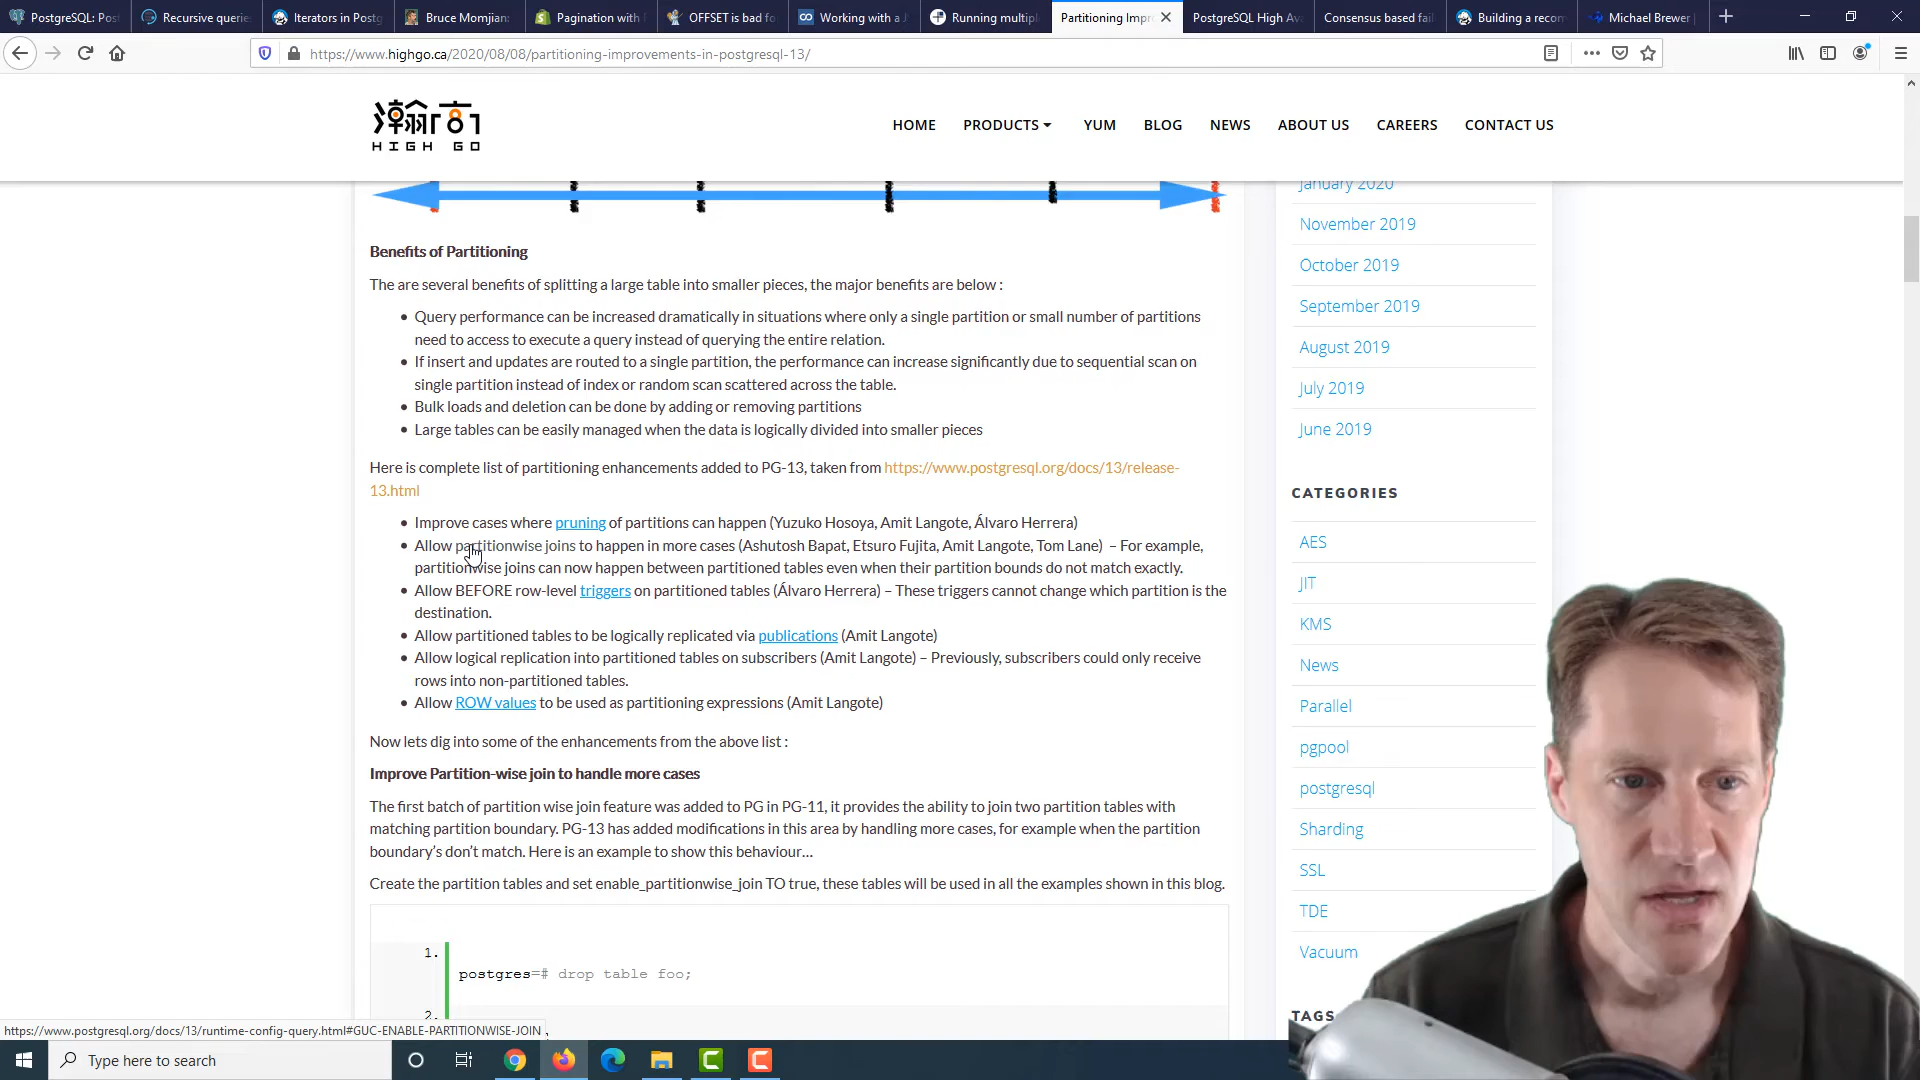 PostgreSQL: Pos
Recursive querie
Iterators in Postg
Bruce Momjian:
Pagination with
OFFSET is bad fo
Working with a J
Running multipl
Partitioning Impr
PostgreSQL High Av
Consensus based fail
Building a recom
Michael Brewer
https://www.highgo.ca/2020/08/08/partitioning-improvements-in-postgresql-13/
瀚高
HIGH GO
HOME PRODUCTS YUM BLOG NEWS ABOUT US CAREERS CONTACT US
Benefits of Partitioning
The are several benefits of splitting a large table into smaller pieces, the major benefits are below :
Query performance can be increased dramatically in situations where only a single partition or small number of partitions
need to access to execute a query instead of querying the entire relation.
If insert and updates are routed to a single partition, the performance can increase significantly due to sequential scan on
single partition instead of index or random scan scattered across the table.
Bulk loads and deletion can be done by adding or removing partitions
Large tables can be easily managed when the data is logically divided into smaller pieces
Here is complete list of partitioning enhancements added to PG-13, taken from https://www.postgresql.org/docs/13/release-
13.html
Improve cases where pruning of partitions can happen (Yuzuko Hosoya, Amit Langote, Álvaro Herrera)
Allow partitionwise joins to happen in more cases (Ashutosh Bapat, Etsuro Fujita, Amit Langote, Tom Lane) – For example,
partitionwise joins can now happen between partitioned tables even when their partition bounds do not match exactly.
Allow BEFORE row-level triggers on partitioned tables (Álvaro Herrera) – These triggers cannot change which partition is the
destination.
Allow partitioned tables to be logically replicated via publications (Amit Langote)
Allow logical replication into partitioned tables on subscribers (Amit Langote) – Previously, subscribers could only receive
rows into non-partitioned tables.
Allow ROW values to be used as partitioning expressions (Amit Langote)
Now lets dig into some of the enhancements from the above list :
Improve Partition-wise join to handle more cases
The first batch of partition wise join feature was added to PG in PG-11, it provides the ability to join two partition tables with
matching partition boundary. PG-13 has added modifications in this area by handling more cases, for example when the partition
boundary's don't match. Here is an example to show this behaviour…
Create the partition tables and set enable_partitionwise_join TO true, these tables will be used in all the examples shown in this blog.
1.
postgres=# drop table foo;
2.
January 2020
November 2019
October 2019
September 2019
August 2019
July 2019
June 2019
CATEGORIES
AES
JIT
KMS
News
Parallel
pgpool
postgresql
Sharding
SSL
TDE
Vacuum
TAGS
https://www.postgresql.org/docs/13/runtime-config-query.html#GUC-ENABLE-PARTITIONWISE-JOIN
Type here to search